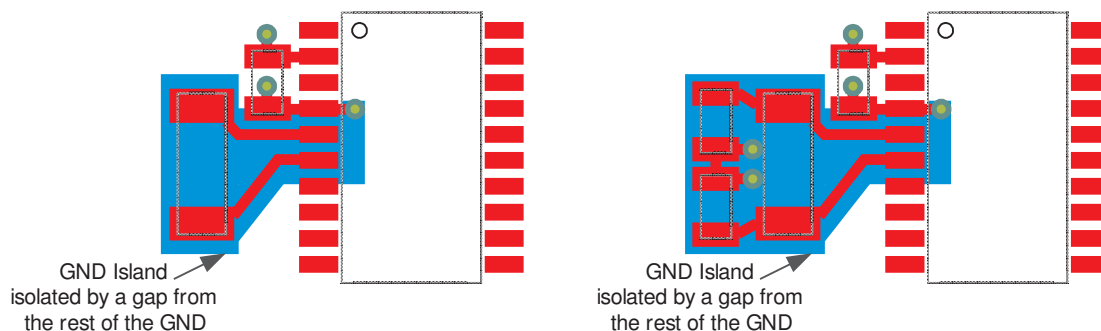 GND Island
isolated by a gap from
the rest of the GND
GND Island
isolated by a gap from
the rest of the GND